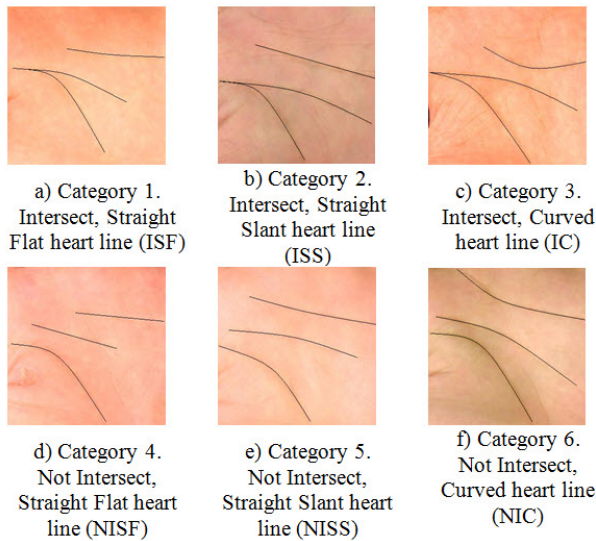 a) Category 1.
Intersect, Straight
Flat heart line (ISF)
b) Category 2.
Intersect, Straight
Slant heart line
(ISS)
c) Category 3.
Intersect, Curved
heart line (IC)
d) Category 4.
Not Intersect,
Straight Flat heart
line (NISF)
e) Category 5.
Not Intersect,
Straight Slant heart
line (NISS)
f) Category 6.
Not Intersect,
Curved heart line
(NIC)